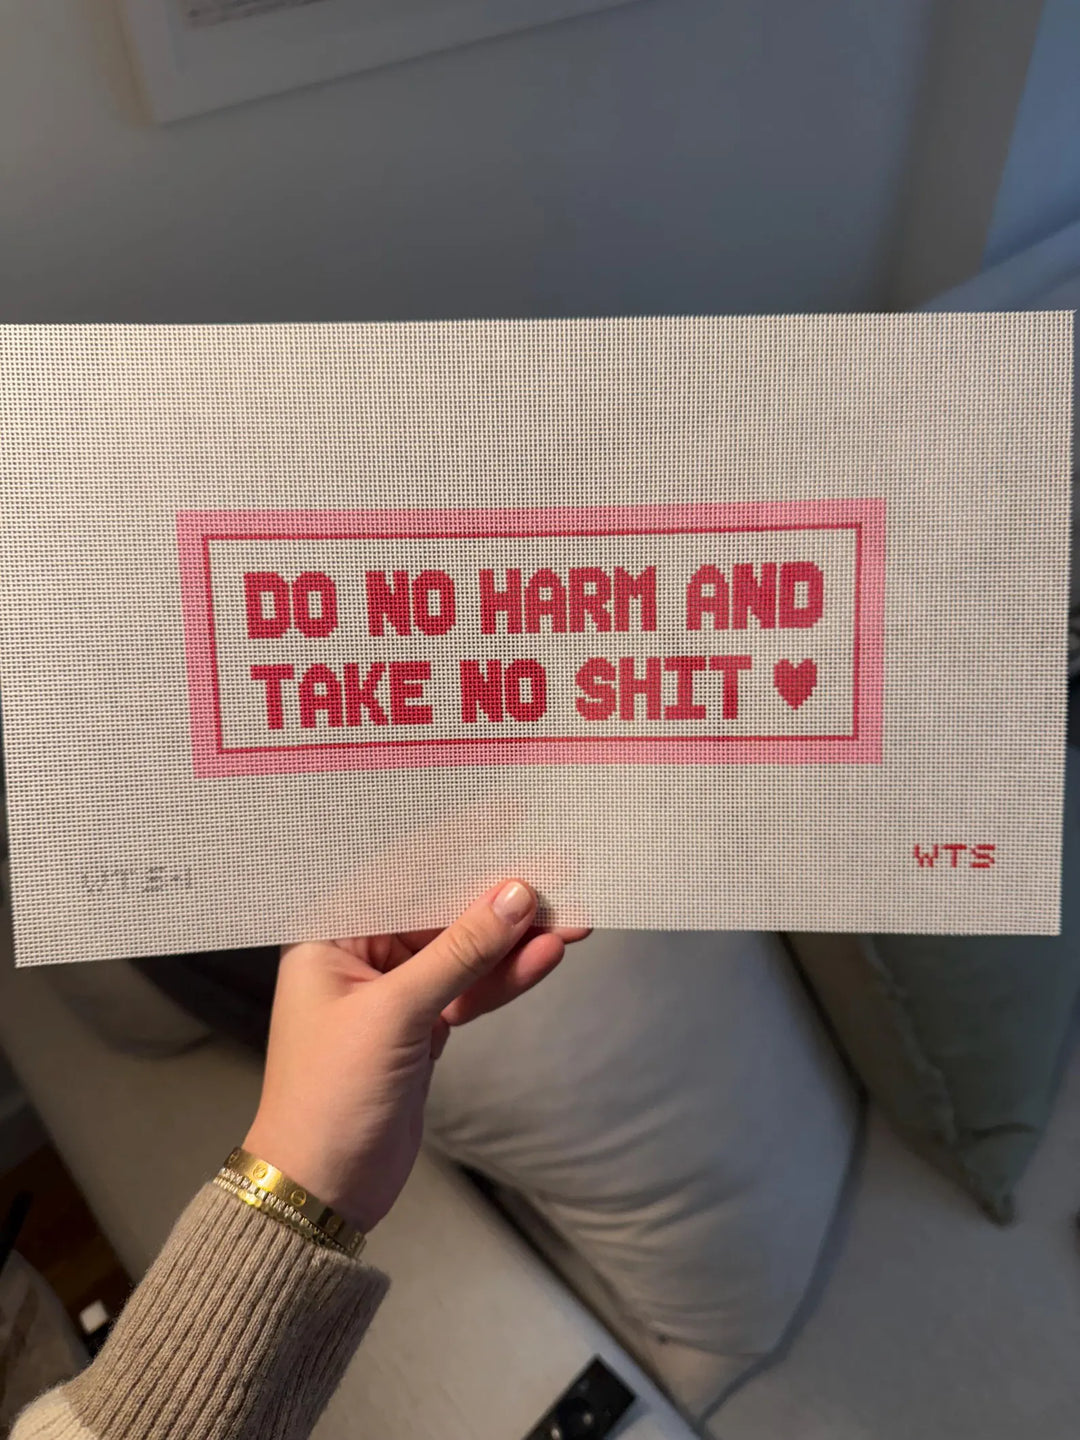 DO NO HARM AND
TAKE NO SHIT ♥
WTS